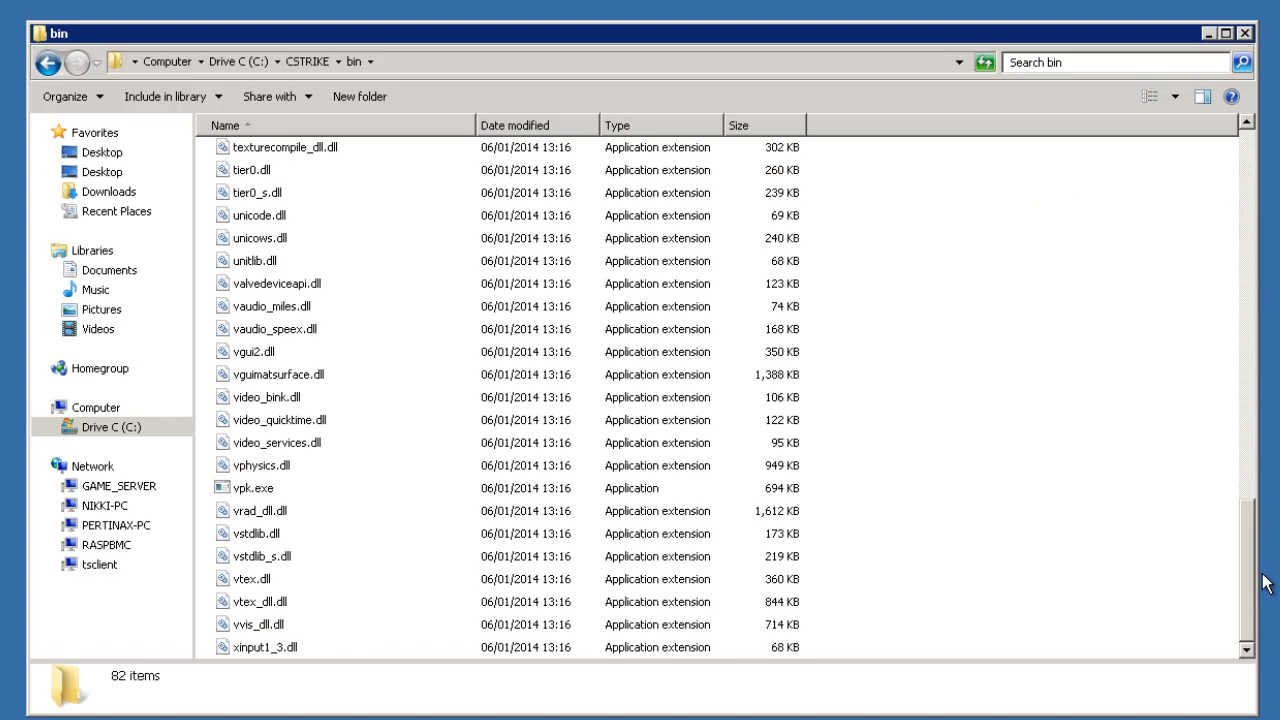 bin
Computer Drive C (C:) CSTRIKE bin
Search bin
Organize Include in library Share with New folder
Name Date modified Type Size
Favorites
Desktop
Desktop
Downloads
Recent Places
Libraries
Documents
Music
Pictures
Videos
Homegroup
Computer
Drive C (C:)
Network
GAME_SERVER
NIKKI-PC
PERTINAX-PC
RASPBMC
tsclient
texturecompile_dll.dll 06/01/2014 13:16 Application extension 302 KB
tier0.dll 06/01/2014 13:16 Application extension 260 KB
tier0_s.dll 06/01/2014 13:16 Application extension 239 KB
unicode.dll 06/01/2014 13:16 Application extension 69 KB
unicows.dll 06/01/2014 13:16 Application extension 240 KB
unitlib.dll 06/01/2014 13:16 Application extension 68 KB
valvedeviceapi.dll 06/01/2014 13:16 Application extension 123 KB
vaudio_miles.dll 06/01/2014 13:16 Application extension 74 KB
vaudio_speex.dll 06/01/2014 13:16 Application extension 168 KB
vgui2.dll 06/01/2014 13:16 Application extension 350 KB
vguimatsurface.dll 06/01/2014 13:16 Application extension 1,388 KB
video_bink.dll 06/01/2014 13:16 Application extension 106 KB
video_quicktime.dll 06/01/2014 13:16 Application extension 122 KB
video_services.dll 06/01/2014 13:16 Application extension 95 KB
vphysics.dll 06/01/2014 13:16 Application extension 949 KB
vpk.exe 06/01/2014 13:16 Application 694 KB
vrad_dll.dll 06/01/2014 13:16 Application extension 1,612 KB
vstdlib.dll 06/01/2014 13:16 Application extension 173 KB
vstdlib_s.dll 06/01/2014 13:16 Application extension 219 KB
vtex.dll 06/01/2014 13:16 Application extension 360 KB
vtex_dll.dll 06/01/2014 13:16 Application extension 844 KB
vvis_dll.dll 06/01/2014 13:16 Application extension 714 KB
xinput1_3.dll 06/01/2014 13:16 Application extension 68 KB
82 items